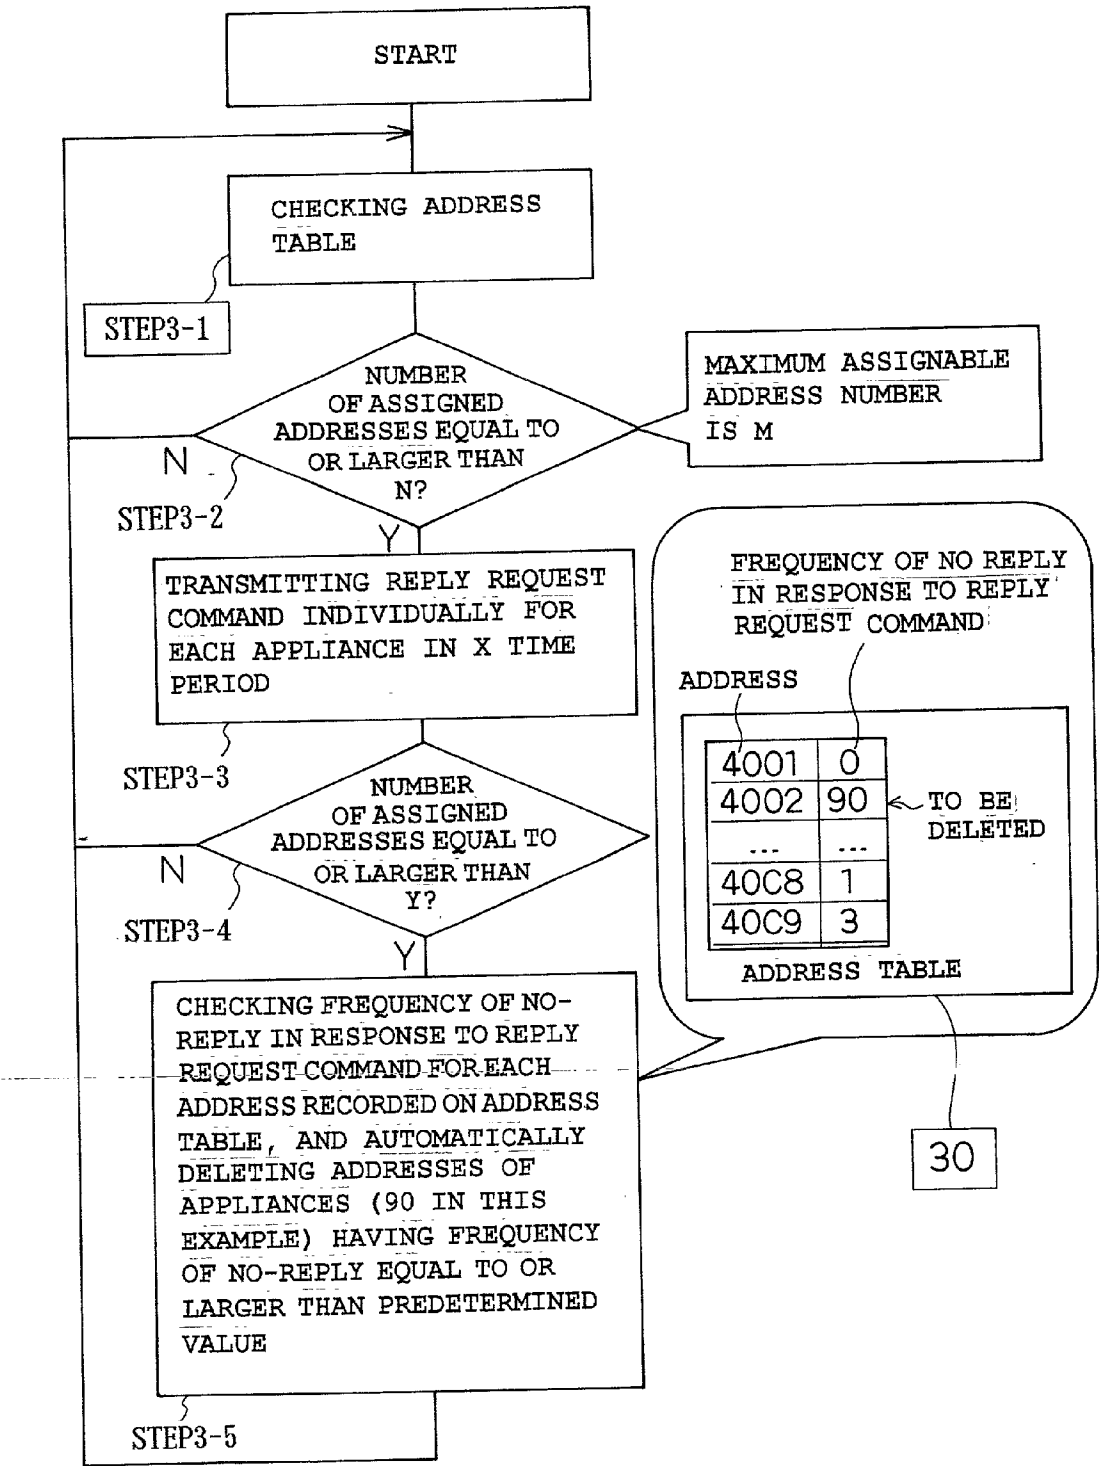 START
CHECKING ADDRESS
TABLE
STEP3-1
NUMBER
OF ASSIGNED
ADDRESSES EQUAL TO
OR LARGER THAN
N?
MAXIMUM ASSIGNABLE
ADDRESS NUMBER
IS M
N
STEP3-2
Y
TRANSMITTING REPLY REQUEST
COMMAND INDIVIDUALLY FOR
EACH APPLIANCE IN X TIME
PERIOD
STEP3-3
NUMBER
OF ASSIGNED
ADDRESSES EQUAL TO
OR LARGER THAN
Y?
N
STEP3-4
Y
FREQUENCY OF NO REPLY
IN RESPONSE TO REPLY
REQUEST COMMAND
ADDRESS
4001 0
4002 90
TO BE
DELETED
... ...
40C8 1
40C9 3
ADDRESS TABLE
30
CHECKING FREQUENCY OF NO-
REPLY IN RESPONSE TO REPLY
REQUEST COMMAND FOR EACH
ADDRESS RECORDED ON ADDRESS
TABLE, AND AUTOMATICALLY
DELETING ADDRESSES OF
APPLIANCES (90 IN THIS
EXAMPLE) HAVING FREQUENCY
OF NO-REPLY EQUAL TO OR
LARGER THAN PREDETERMINED
VALUE
STEP3-5